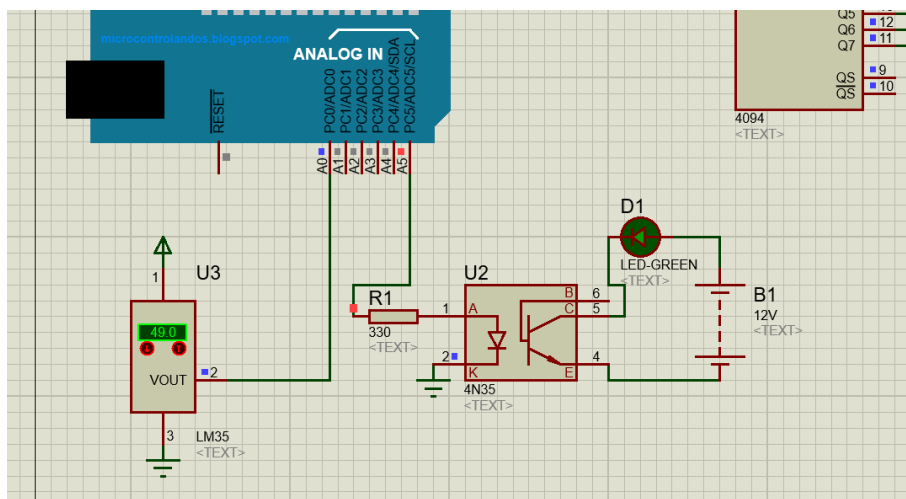 microcontrolandos.blogspot.com
ANALOG IN
RESET
PC0/ADC0
PC1/ADC1
PC2/ADC2
PC3/ADC3
PC4/ADC4/SDA
PC5/ADC5/SCL
A0
A1
A2
A3
A4
A5
Q5
Q6
12
Q7
11
QS
9
QS
10
4094
<TEXT>
D1
LED-GREEN
<TEXT>
U3
1
49.0
VOUT
2
3
LM35
<TEXT>
R1
330
<TEXT>
U2
1
A
2
K
B
6
C
5
E
4
4N35
<TEXT>
B1
12V
<TEXT>